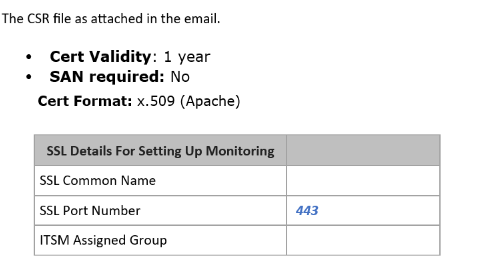 The CSR file as attached in the email.
• Cert Validity: 1 year
• SAN required: No
Cert Format: x.509 (Apache)
SSL Details For Setting Up Monitoring
SSL Common Name
SSL Port Number 443
ITSM Assigned Group